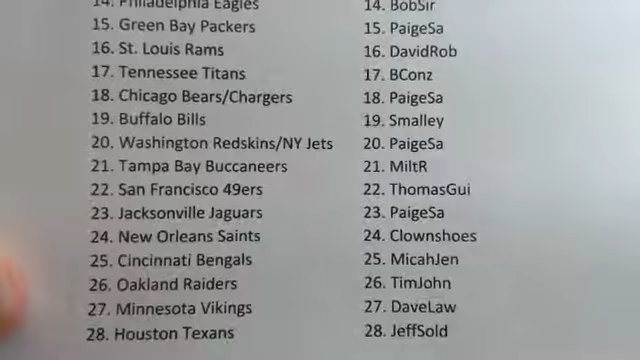 14. Philadelphia Eagles 14. BobSir
15. Green Bay Packers 15. PaigeSa
16. St. Louis Rams 16. DavidRob
17. Tennessee Titans 17. BConz
18. Chicago Bears/Chargers 18. PaigeSa
19. Buffalo Bills 19. Smalley
20. Washington Redskins/NY Jets 20. PaigeSa
21. Tampa Bay Buccaneers 21. MiltR
22. San Francisco 49ers 22. ThomasGui
23. Jacksonville Jaguars 23. PaigeSa
24. New Orleans Saints 24. Clownshoes
25. Cincinnati Bengals 25. MicahJen
26. Oakland Raiders 26. TimJohn
27. Minnesota Vikings 27. DaveLaw
28. Houston Texans 28. JeffSold